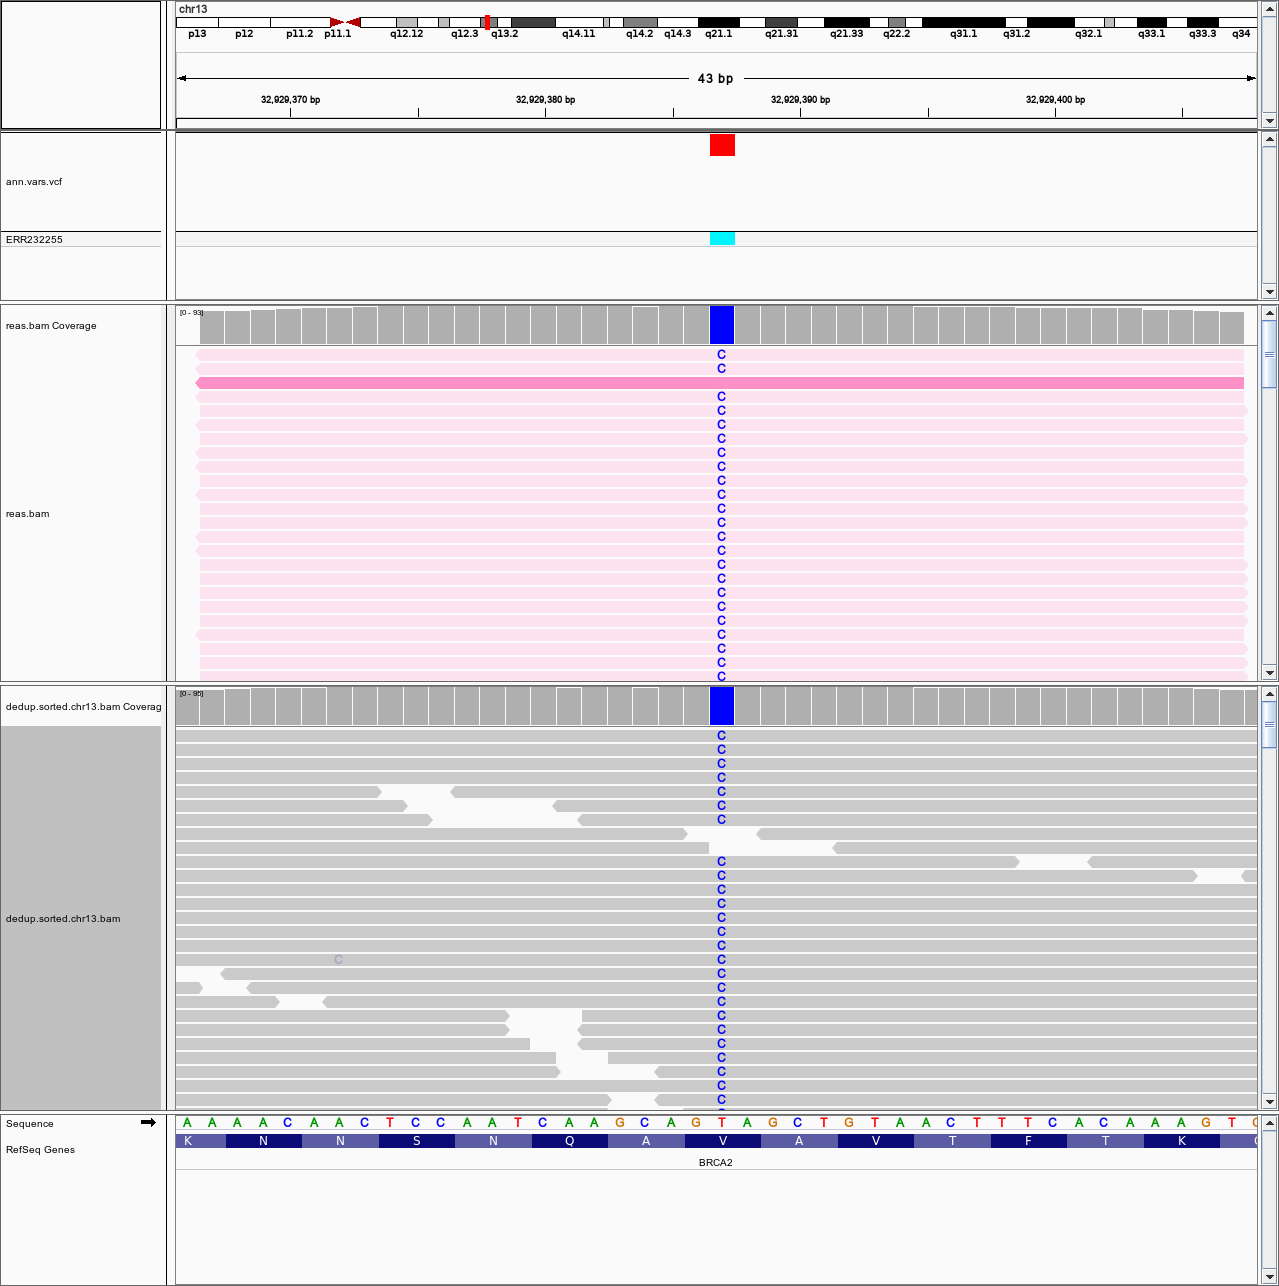 chr13
p13 p12 p11.2 p11.1 q12.12 q12.3 q13.2 q14.11 q14.2 q14.3 q21.1 q21.31 q21.33 q22.2 q31.1 q31.2 q32.1 q33.1 q33.3 q34
43 bp
32,929,370 bp 32,929,380 bp 32,929,390 bp 32,929,400 bp
ann.vars.vcf
ERR232255
[0 - 93]
reas.bam Coverage
C
C
C
C
C
C
C
C
C
C
C
reas.bam
C
C
C
C
C
C
C
C
C
C
C
C
[0 - 95]
dedup.sorted.chr13.bam Coverag
C
C
C
C
C
C
C
C
C
C
C
C
dedup.sorted.chr13.bam
C
C
C
C C
C
C
C
C
C
C
C
C
C
C
Sequence A A A A C A A C T C C A A T C A A G C A G T A G C T G T A A C T T T C A C A A A G T G
K N N S N Q A V A V T F T K
RefSeq Genes
BRCA2